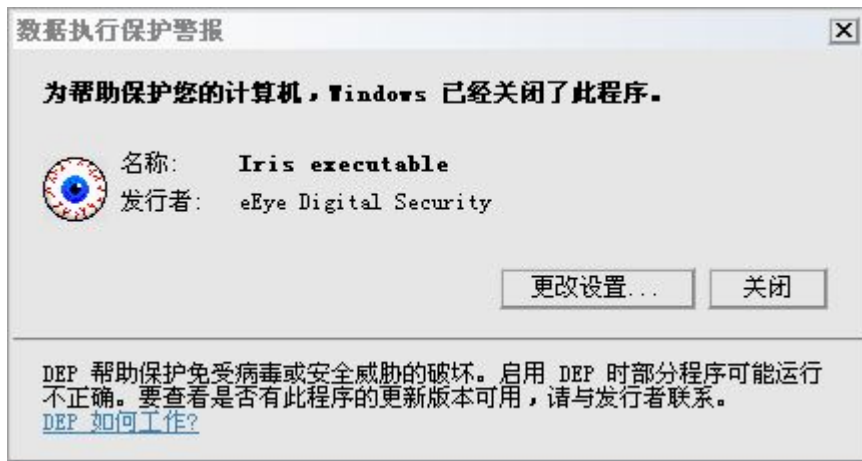 数据执行保护警报
为帮助保护您的计算机，Windows 已经关闭了此程序。
名称: Iris executable
发行者: eEye Digital Security
更改设置... 关闭
DEP 帮助保护免受病毒或安全威胁的破坏。启用 DEP 时部分程序可能运行
不正确。要查看是否有此程序的更新版本可用，请与发行者联系。
DEP 如何工作?